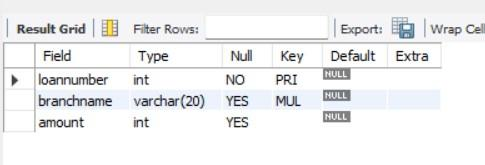 Result Grid Filter Rows: Export: Wrap Cell
Field Type Null Key Default Extra
loannumber int NO PRI NULL
branchname varchar(20) YES MUL NULL
amount int YES NULL